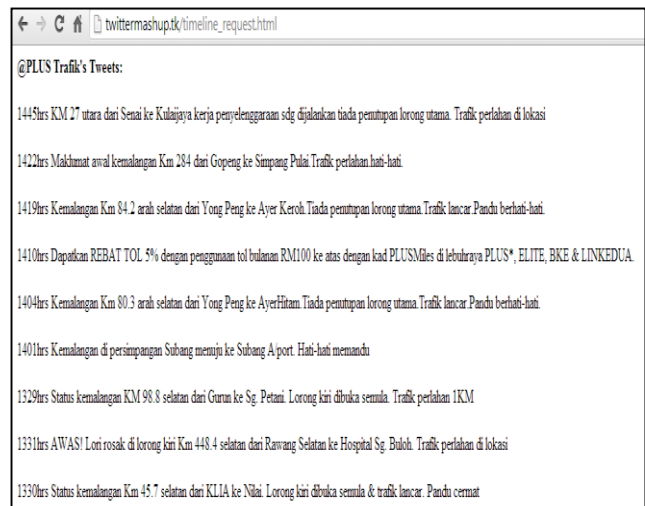 twittermashup.tk/timeline_request.html
@PLUS Trafik's Tweets:
1445hrs KM 27 utara dari Senai ke Kulaijaya kerja penyelenggaraan sdg dijalankan tiada penutupan lorong utama. Trafik perlahan di lokasi
1422hrs Maklumat awal kemalangan Km 284 dari Gopeng ke Simpang Pulai.Trafik perlahan.hati-hati.
1419hrs Kemalangan Km 84.2 arah selatan dari Yong Peng ke Ayer Keroh.Tiada penutupan lorong utama.Trafik lancar.Pandu berhati-hati.
1410hrs Dapatkan REBAT TOL 5% dengan penggunaan tol bulanan RM100 ke atas dengan kad PLUSMiles di lebuhraya PLUS*, ELITE, BKE & LINKEDUA.
1404hrs Kemalangan Km 80.3 arah selatan dari Yong Peng ke AyerHitam.Tiada penutupan lorong utama.Trafik lancar.Pandu berhati-hati.
1401hrs Kemalangan di persimpangan Subang menuju ke Subang A/port. Hati-hati memandu
1329hrs Status kemalangan KM 98.8 selatan dari Gurun ke Sg. Petani. Lorong kiri dibuka semula. Trafik perlahan 1KM
1331hrs AWAS! Lori rosak di lorong kiri Km 448.4 selatan dari Rawang Selatan ke Hospital Sg. Buloh. Trafik perlahan di lokasi
1330hrs Status kemalangan Km 45.7 selatan dari KLIA ke Nilai. Lorong kiri dibuka semula & trafik lancar. Pandu cermat